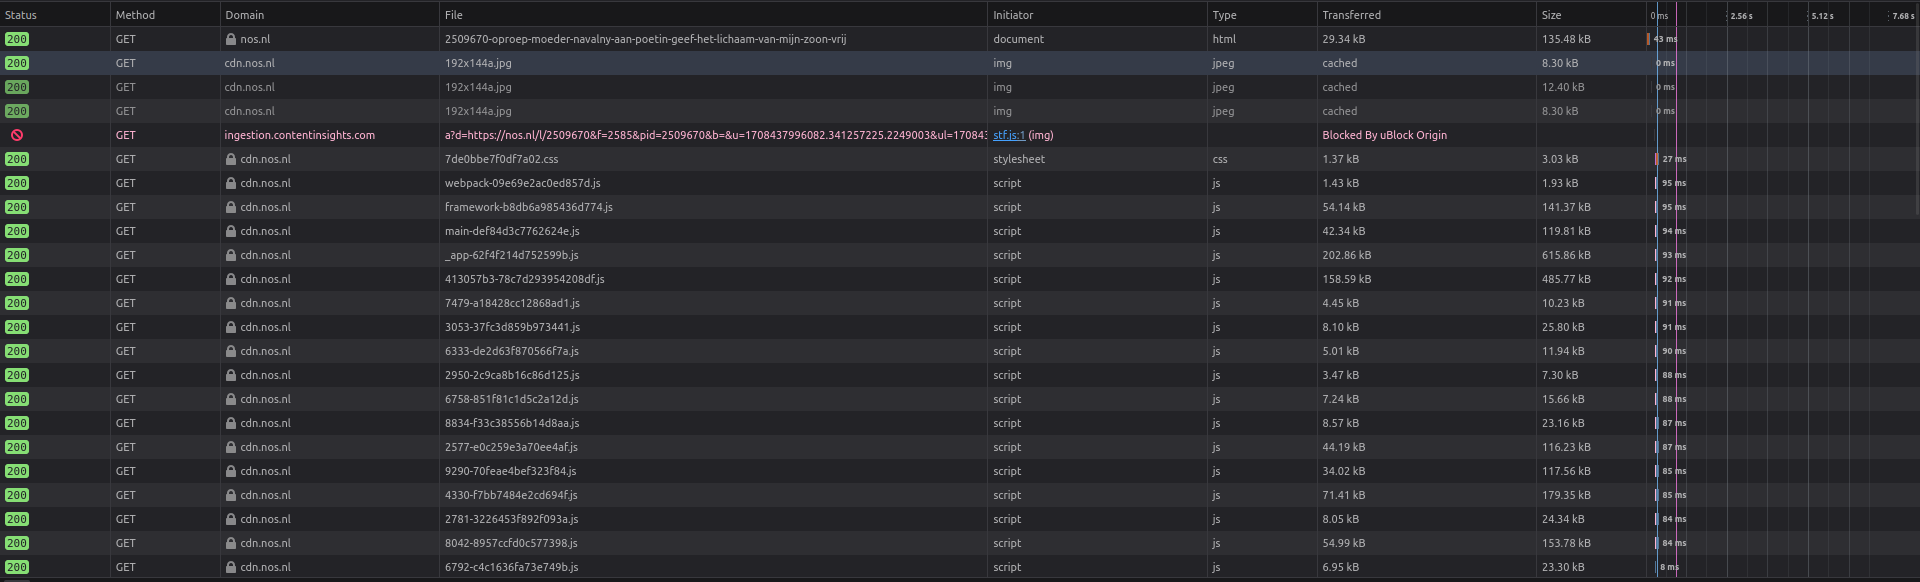 Status Method Domain File Initiator Type Transferred Size 0 ms 2.56 s 5.12 s 7.68 s
200 GET nos.nl 2509670-oproep-moeder-navalny-aan-poetin-geef-het-lichaam-van-mijn-zoon-vrij document html 29.34 kB 135.48 kB 43 ms
200 GET cdn.nos.nl 192x144a.jpg img jpeg cached 8.30 kB 0 ms
200 GET cdn.nos.nl 192x144a.jpg img jpeg cached 12.40 kB 0 ms
200 GET cdn.nos.nl 192x144a.jpg img jpeg cached 8.30 kB 0 ms
GET ingestion.contentinsights.com a?d=https://nos.nl/l/2509670&f=2585&pid=2509670&b=&u=1708437996082.341257225.2249003&ul=170843 stf.js:1 (img) Blocked By uBlock Origin
200 GET cdn.nos.nl 7de0bbe7f0df7a02.css stylesheet css 1.37 kB 3.03 kB 27 ms
200 GET cdn.nos.nl webpack-09e69e2ac0ed857d.js script js 1.43 kB 1.93 kB 95 ms
200 GET cdn.nos.nl framework-b8db6a985436d774.js script js 54.14 kB 141.37 kB 95 ms
200 GET cdn.nos.nl main-def84d3c7762624e.js script js 42.34 kB 119.81 kB 94 ms
200 GET cdn.nos.nl _app-62f4f214d752599b.js script js 202.86 kB 615.86 kB 93 ms
200 GET cdn.nos.nl 413057b3-78c7d293954208df.js script js 158.59 kB 485.77 kB 92 ms
200 GET cdn.nos.nl 7479-a18428cc12868ad1.js script js 4.45 kB 10.23 kB 91 ms
200 GET cdn.nos.nl 3053-37fc3d859b973441.js script js 8.10 kB 25.80 kB 91 ms
200 GET cdn.nos.nl 6333-de2d63f870566f7a.js script js 5.01 kB 11.94 kB 90 ms
200 GET cdn.nos.nl 2950-2c9ca8b16c86d125.js script js 3.47 kB 7.30 kB 88 ms
200 GET cdn.nos.nl 6758-851f81c1d5c2a12d.js script js 7.24 kB 15.66 kB 88 ms
200 GET cdn.nos.nl 8834-f33c38556b14d8aa.js script js 8.57 kB 23.16 kB 87 ms
200 GET cdn.nos.nl 2577-e0c259e3a70ee4af.js script js 44.19 kB 116.23 kB 87 ms
200 GET cdn.nos.nl 9290-70feae4bef323f84.js script js 34.02 kB 117.56 kB 85 ms
200 GET cdn.nos.nl 4330-f7bb7484e2cd694f.js script js 71.41 kB 179.35 kB 85 ms
200 GET cdn.nos.nl 2781-3226453f892f093a.js script js 8.05 kB 24.34 kB 84 ms
200 GET cdn.nos.nl 8042-8957ccfd0c577398.js script js 54.99 kB 153.78 kB 84 ms
200 GET cdn.nos.nl 6792-c4c1636fa73e749b.js script js 6.95 kB 23.30 kB 8 ms